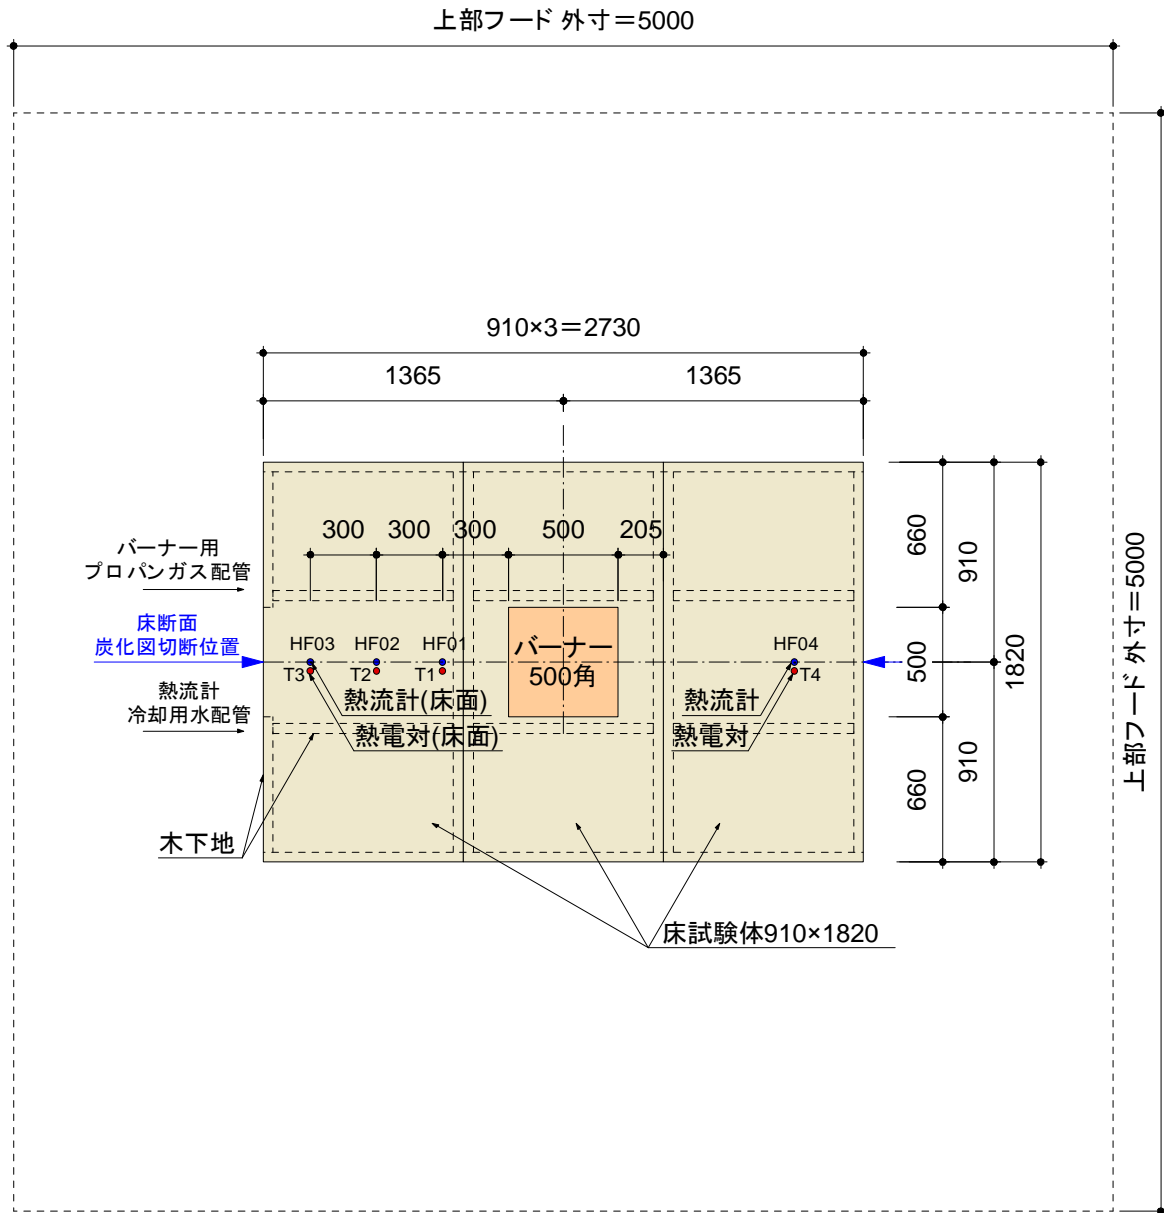 上部フード 外寸＝5000
910×3＝2730
1365
1365
300
300
300
500
205
バーナー用
プロパンガス配管
床断面
炭化図切断位置
熱流計
冷却用水配管
HF03
HF02
HF01
T3
T2
T1
バーナー
500角
HF04
T4
熱流計(床面)
熱電対(床面)
熱流計
熱電対
木下地
床試験体910×1820
660
500
660
910
910
1820
上部フード 外寸＝5000